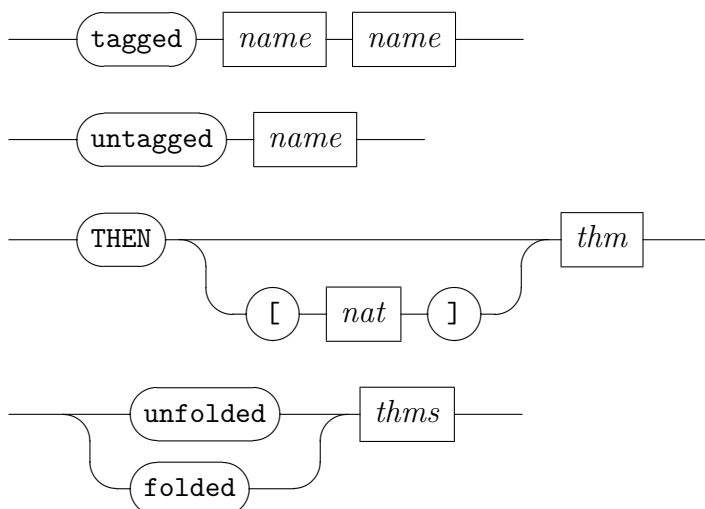 tagged name name
untagged name
THEN thm
[ nat ]
unfolded thms
folded